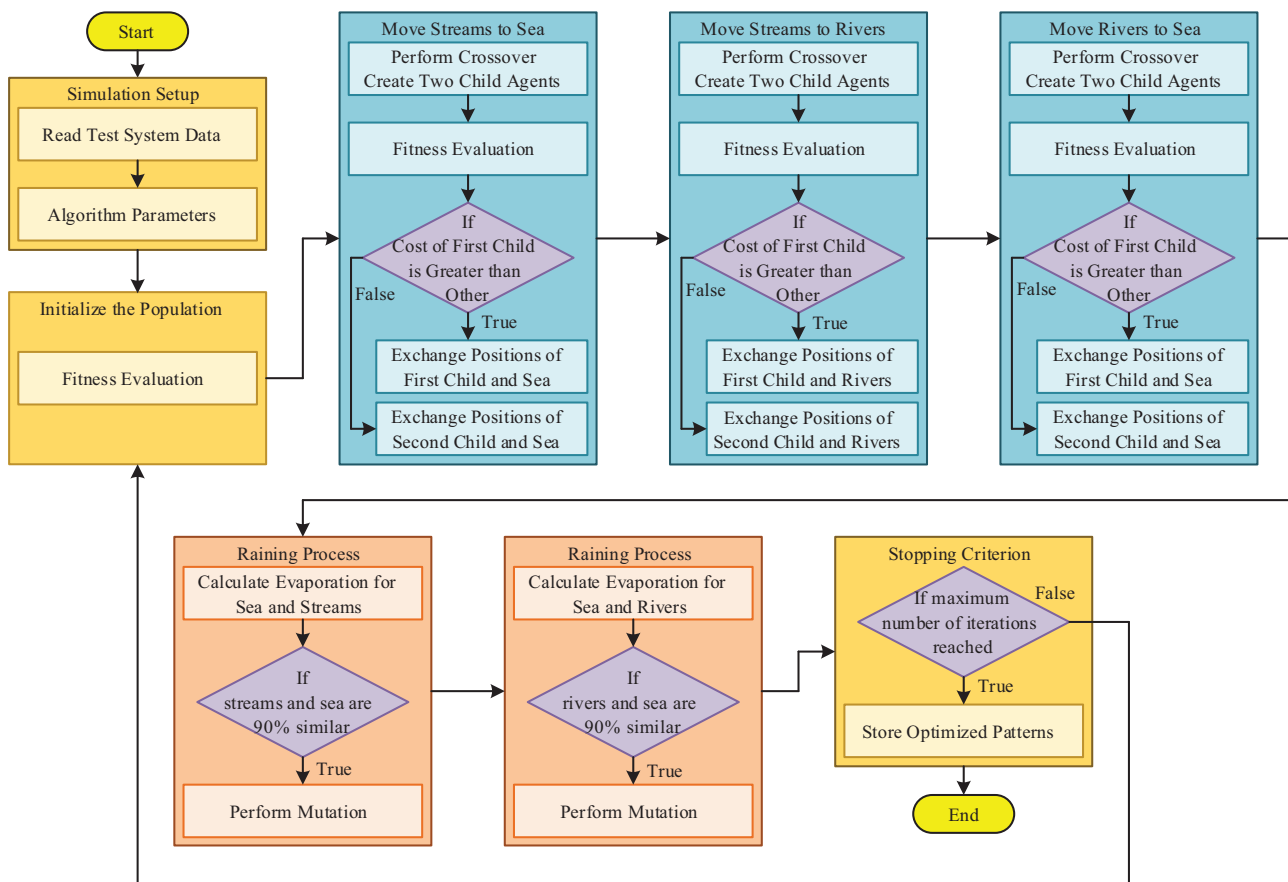 Start
Simulation Setup
Read Test System Data
Algorithm Parameters
Initialize the Population
Fitness Evaluation
Move Streams to Sea
Perform Crossover
Create Two Child Agents
Fitness Evaluation
If
Cost of First Child
is Greater than
Other
False
True
Exchange Positions of
First Child and Sea
Exchange Positions of
Second Child and Sea
Move Streams to Rivers
Perform Crossover
Create Two Child Agents
Fitness Evaluation
If
Cost of First Child
is Greater than
Other
False
True
Exchange Positions of
First Child and Rivers
Exchange Positions of
Second Child and Rivers
Move Rivers to Sea
Perform Crossover
Create Two Child Agents
Fitness Evaluation
If
Cost of First Child
is Greater than
Other
False
True
Exchange Positions of
First Child and Sea
Exchange Positions of
Second Child and Sea
Raining Process
Calculate Evaporation for
Sea and Streams
If
streams and sea are
90% similar
True
Perform Mutation
Raining Process
Calculate Evaporation for
Sea and Rivers
If
rivers and sea are
90% similar
True
Perform Mutation
Stopping Criterion
If maximum
number of iterations
reached
False
True
Store Optimized Patterns
End